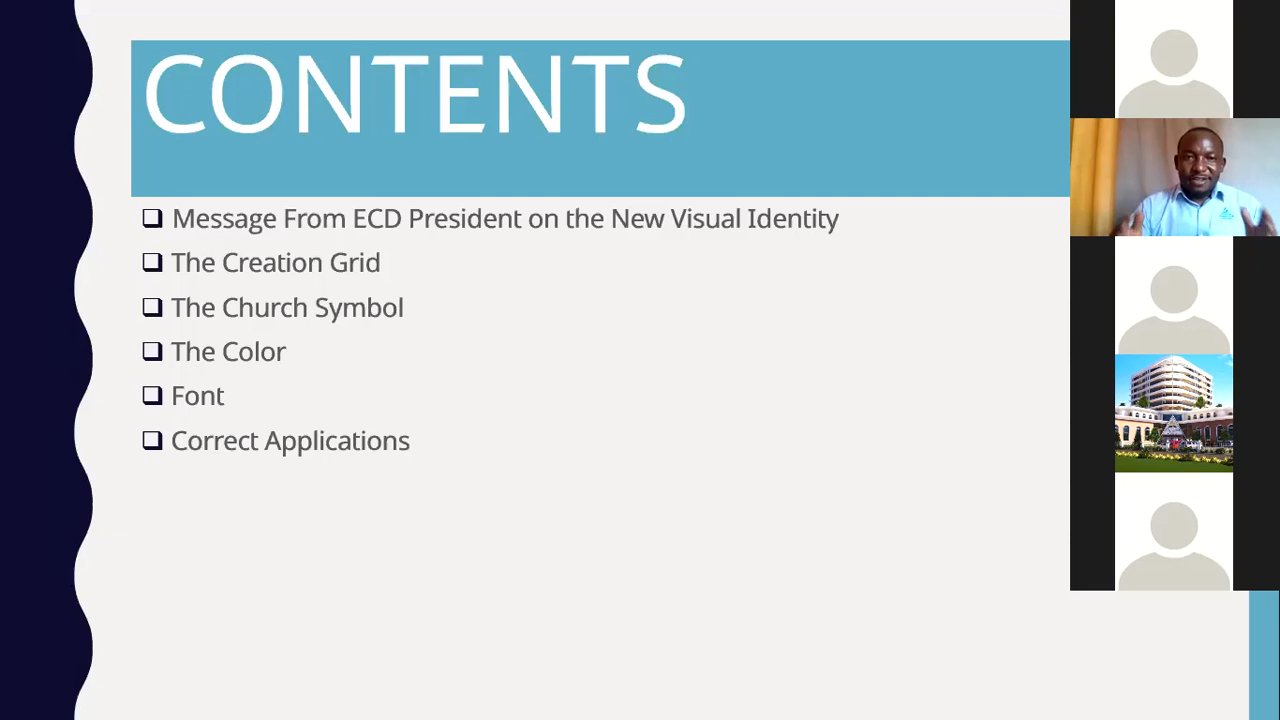 CONTENTS
Message From ECD President on the New Visual Identity
The Creation Grid
The Church Symbol
The Color
Font
Correct Applications